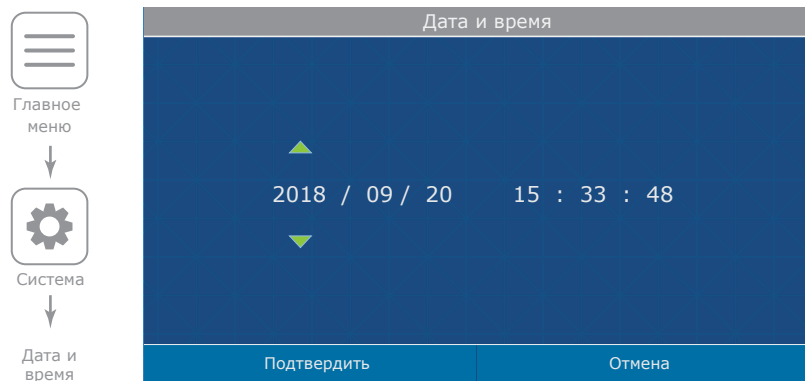 Дата и время
Главное
меню
2018 / 09 / 20 15 : 33 : 48
Система
Дата и
время
Подтвердить Отмена